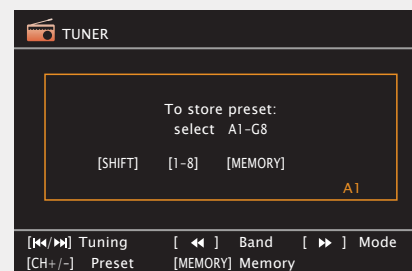 TUNER
To store preset:
select A1-G8
[SHIFT] [1-8] [MEMORY]
A1
[⏮/⏭] Tuning [ ◀◀ ] Band [ ▶▶ ] Mode
[CH+/-] Preset [MEMORY] Memory